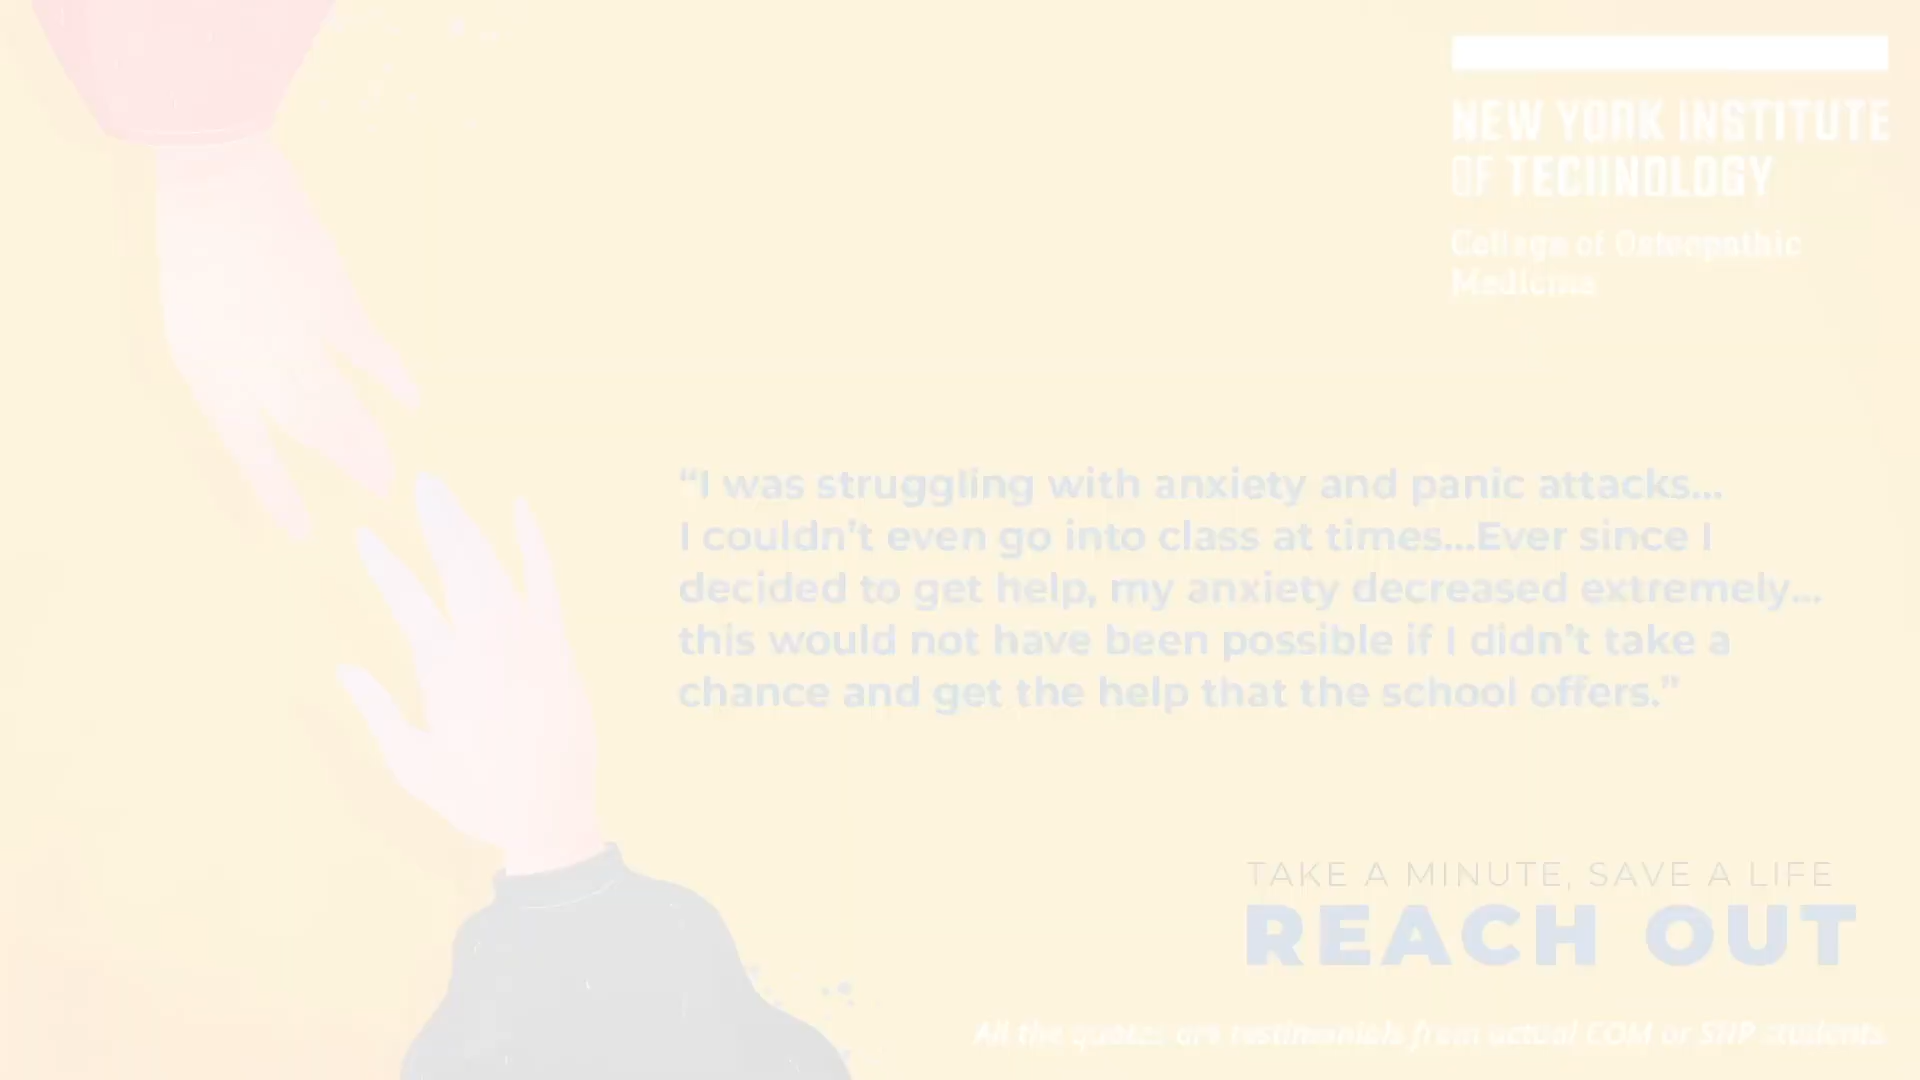 NEW YORK INSTITUTE
OF TECHNOLOGY
College of Osteopathic
Medicine
“I was struggling with anxiety and panic attacks...
I couldn’t even go into class at times...Ever since I
decided to get help, my anxiety decreased extremely...
this would not have been possible if I didn’t take a
chance and get the help that the school offers.”
TAKE A MINUTE, SAVE A LIFE
REACH OUT
All the quotes are testimonials from actual COM or SHP students.